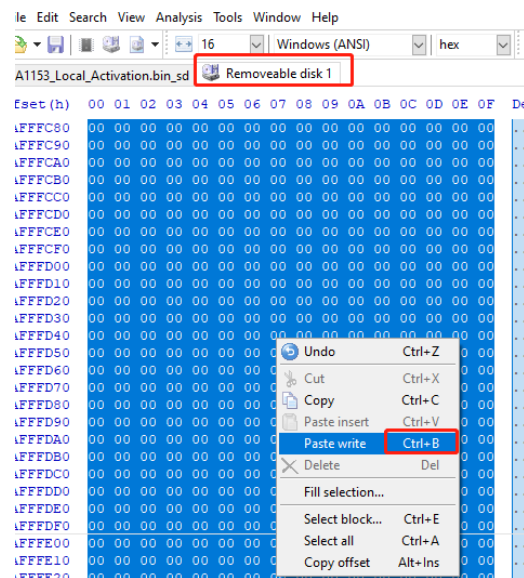 le Edit Search View Analysis Tools Window Help
16 Windows (ANSI) hex
A1153_Local_Activation.bin_sd Removeable disk 1
fset(h) 00 01 02 03 04 05 06 07 08 09 0A 0B 0C 0D 0E 0F De
AFFFC80 00 00 00 00 00 00 00 00 00 00 00 00 00 00 00 00
AFFFC90 00 00 00 00 00 00 00 00 00 00 00 00 00 00 00 00
AFFFCA0 00 00 00 00 00 00 00 00 00 00 00 00 00 00 00 00
AFFFCB0 00 00 00 00 00 00 00 00 00 00 00 00 00 00 00 00
AFFFCC0 00 00 00 00 00 00 00 00 00 00 00 00 00 00 00 00
AFFFCD0 00 00 00 00 00 00 00 00 00 00 00 00 00 00 00 00
AFFFCE0 00 00 00 00 00 00 00 00 00 00 00 00 00 00 00 00
AFFFCF0 00 00 00 00 00 00 00 00 00 00 00 00 00 00 00 00
AFFFD00 00 00 00 00 00 00 00 00 00 00 00 00 00 00 00 00
AFFFD10 00 00 00 00 00 00 00 00 00 00 00 00 00 00 00 00
AFFFD20 00 00 00 00 00 00 00 00 00 00 00 00 00 00 00 00
AFFFD30 00 00 00 00 00 00 00 00 00 00 00 00 00 00 00 00
AFFFD40 00 00 00 00 00 00 00 00 00 00 00 00 00 00 00 00
AFFFD50 00 00 00 00 00 00 00 0 00
AFFFD60 00 00 00 00 00 00 00 0 00
AFFFD70 00 00 00 00 00 00 00 0 00
AFFFD80 00 00 00 00 00 00 00 0 00
AFFFD90 00 00 00 00 00 00 00 0 00
AFFFDA0 00 00 00 00 00 00 00 0 00
AFFFDB0 00 00 00 00 00 00 00 0 00
AFFFDC0 00 00 00 00 00 00 00 0 00
AFFFDD0 00 00 00 00 00 00 00 0 00
AFFFDE0 00 00 00 00 00 00 00 0 00
AFFFDF0 00 00 00 00 00 00 00 0 00
AFFFE00 00 00 00 00 00 00 00 0 00
AFFFE10 00 00 00 00 00 00 00 0 00
Undo Ctrl+Z
Cut Ctrl+X
Copy Ctrl+C
Paste insert Ctrl+V
Paste write Ctrl+B
Delete Del
Fill selection...
Select block... Ctrl+E
Select all Ctrl+A
Copy offset Alt+Ins